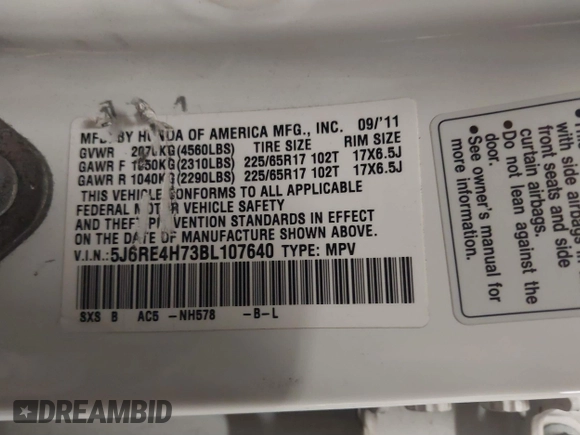 MFD. BY HONDA OF AMERICA MFG., INC. 09/'11
GVWR 2070KG(4560LBS) TIRE SIZE RIM SIZE
GAWR F 1050KG(2310LBS) 225/65R17 102T 17X6.5J
GAWR R 1040KG(2290LBS) 225/65R17 102T 17X6.5J
THIS VEHICLE CONFORMS TO ALL APPLICABLE
FEDERAL MOTOR VEHICLE SAFETY
AND THEFT PREVENTION STANDARDS IN EFFECT
ON THE DATE OF MANUFACTURE SHOWN ABOVE.
V.I.N.: 5J6RE4H73BL107640 TYPE: MPV
SXS B AC5 -NH578 -B-L
front seats and side
curtain airbags.
•Do not lean against the
door.
•See owner's manual
for more information.
DREAMBID